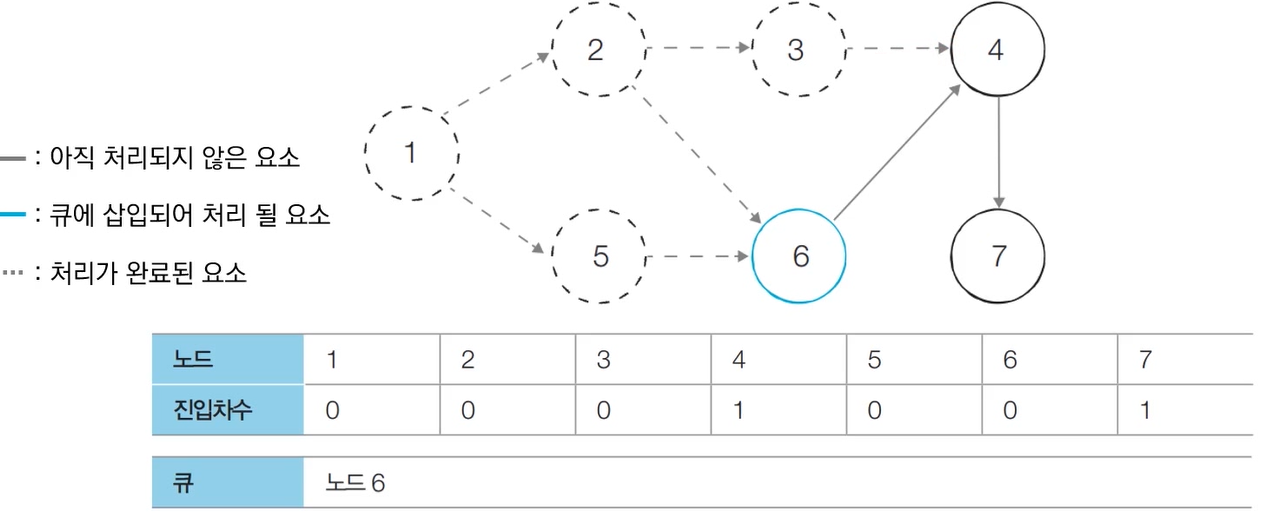 2
3
4
1
: 아직 처리되지 않은 요소
: 큐에 삽입되어 처리 될 요소
5
6
7
: 처리가 완료된 요소
노드 1 2 3 4 5 6 7
진입차수 0 0 0 1 0 0 1
큐 노드 6